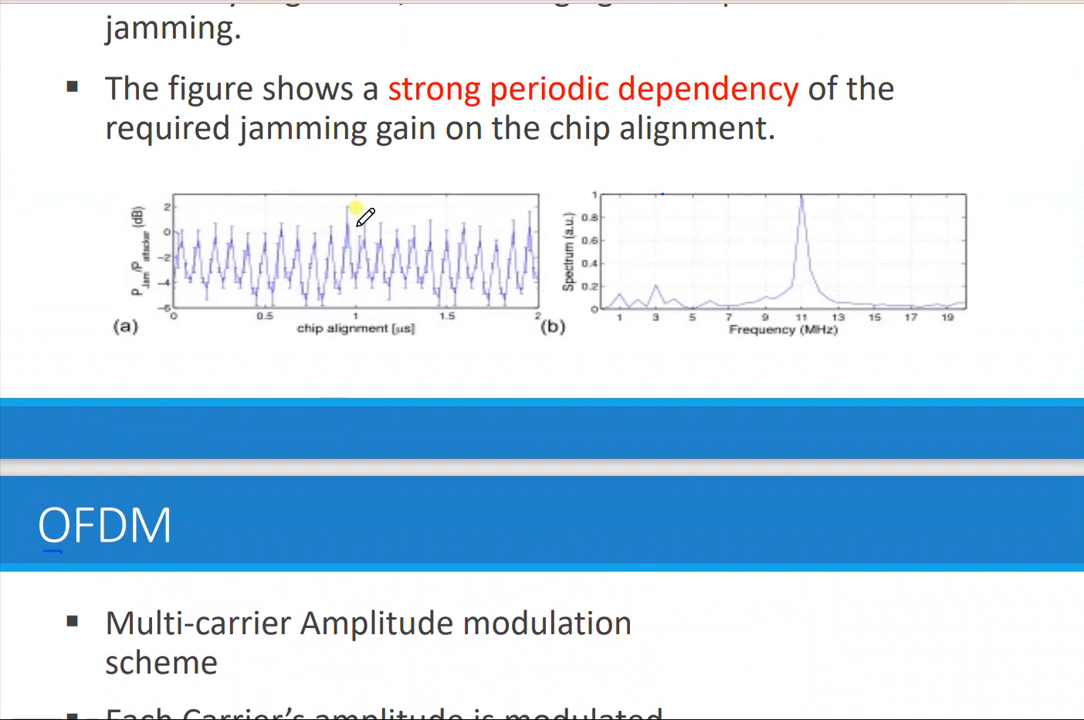 jamming.
▪ The figure shows a strong periodic dependency of the
required jamming gain on the chip alignment.
P Jam /P attacker (dB)
2
0
−2
−4
−6
0 0.5 1 1.5 2
chip alignment [μs]
(a)
Spectrum (a.u.)
1
0.8
0.6
0.4
0.2
0
1 3 5 7 9 11 13 15 17 19
Frequency (MHz)
(b)
OFDM
▪ Multi-carrier Amplitude modulation
scheme
▪ Each Carrier's amplitude is modulated